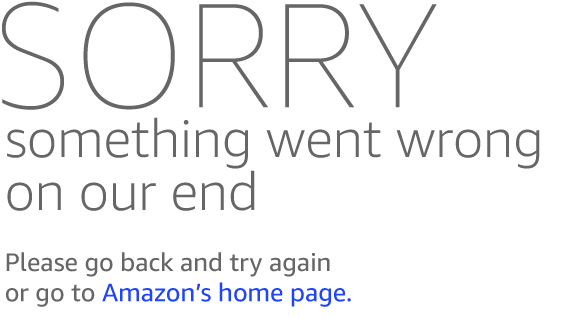 SORRY
something went wrong
on our end
Please go back and try again
or go to Amazon's home page.